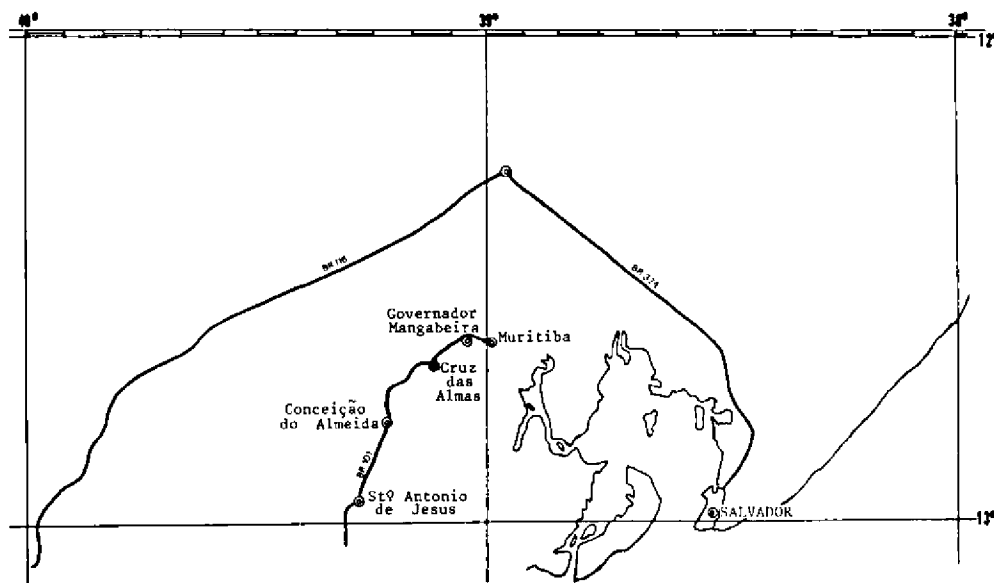 40°
39°
38°
12°
BR 116
BR 324
Governador
Mangabeira
Muritiba
Cruz
das
Almas
Conceição
do Almeida
BR 101
Stº Antonio
de Jesus
SALVADOR
13°